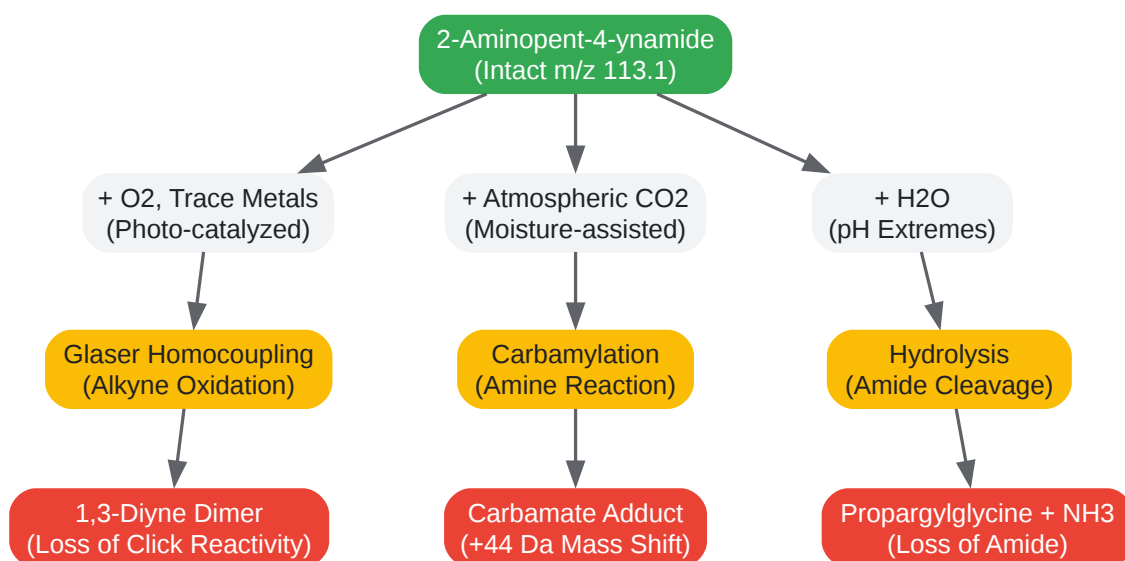 2-Aminopent-4-ynamide
(Intact m/z 113.1)
+ O2, Trace Metals
(Photo-catalyzed)
+ Atmospheric CO2
(Moisture-assisted)
+ H2O
(pH Extremes)
Glaser Homocoupling
(Alkyne Oxidation)
Carbamylation
(Amine Reaction)
Hydrolysis
(Amide Cleavage)
1,3-Diyne Dimer
(Loss of Click Reactivity)
Carbamate Adduct
(+44 Da Mass Shift)
Propargylglycine + NH3
(Loss of Amide)